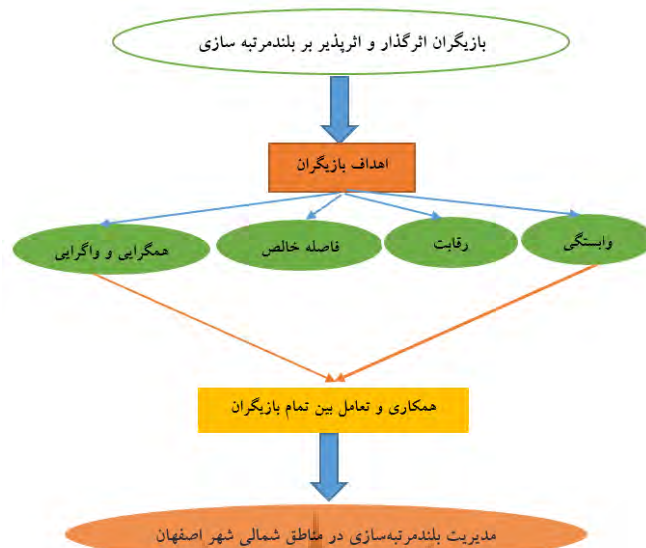 بازیگران اثرگذار و اثرپذیر بر بلندمرتبه سازی
اهداف بازیگران
وابستگی
رقابت
فاصله خالص
همگرایی و واگرایی
همکاری و تعامل بین تمام بازیگران
مدیریت بلندمرتبه‌سازی در مناطق شمالی شهر اصفهان